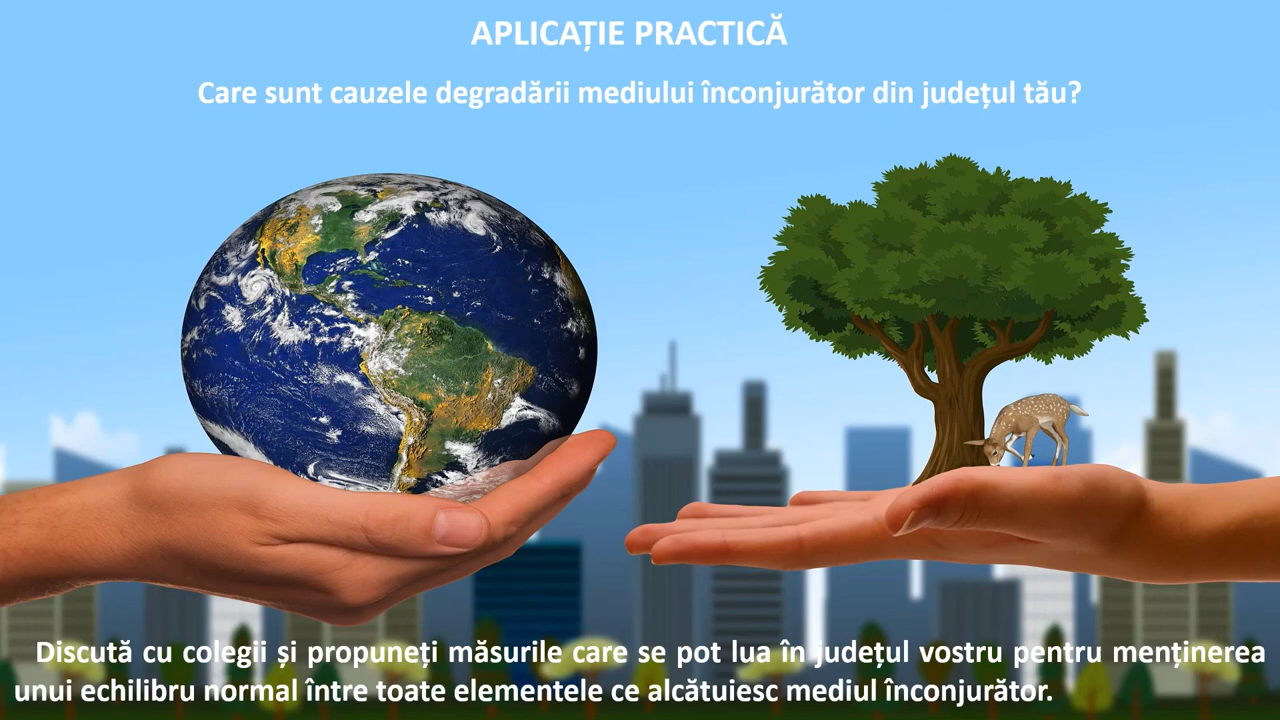 APLICAȚIE PRACTICĂ
Care sunt cauzele degradării mediului înconjurător din județul tău?
Discută cu colegii și propuneți măsurile care se pot lua în județul vostru pentru menținerea
unui echilibru normal între toate elementele ce alcătuiesc mediul înconjurător.